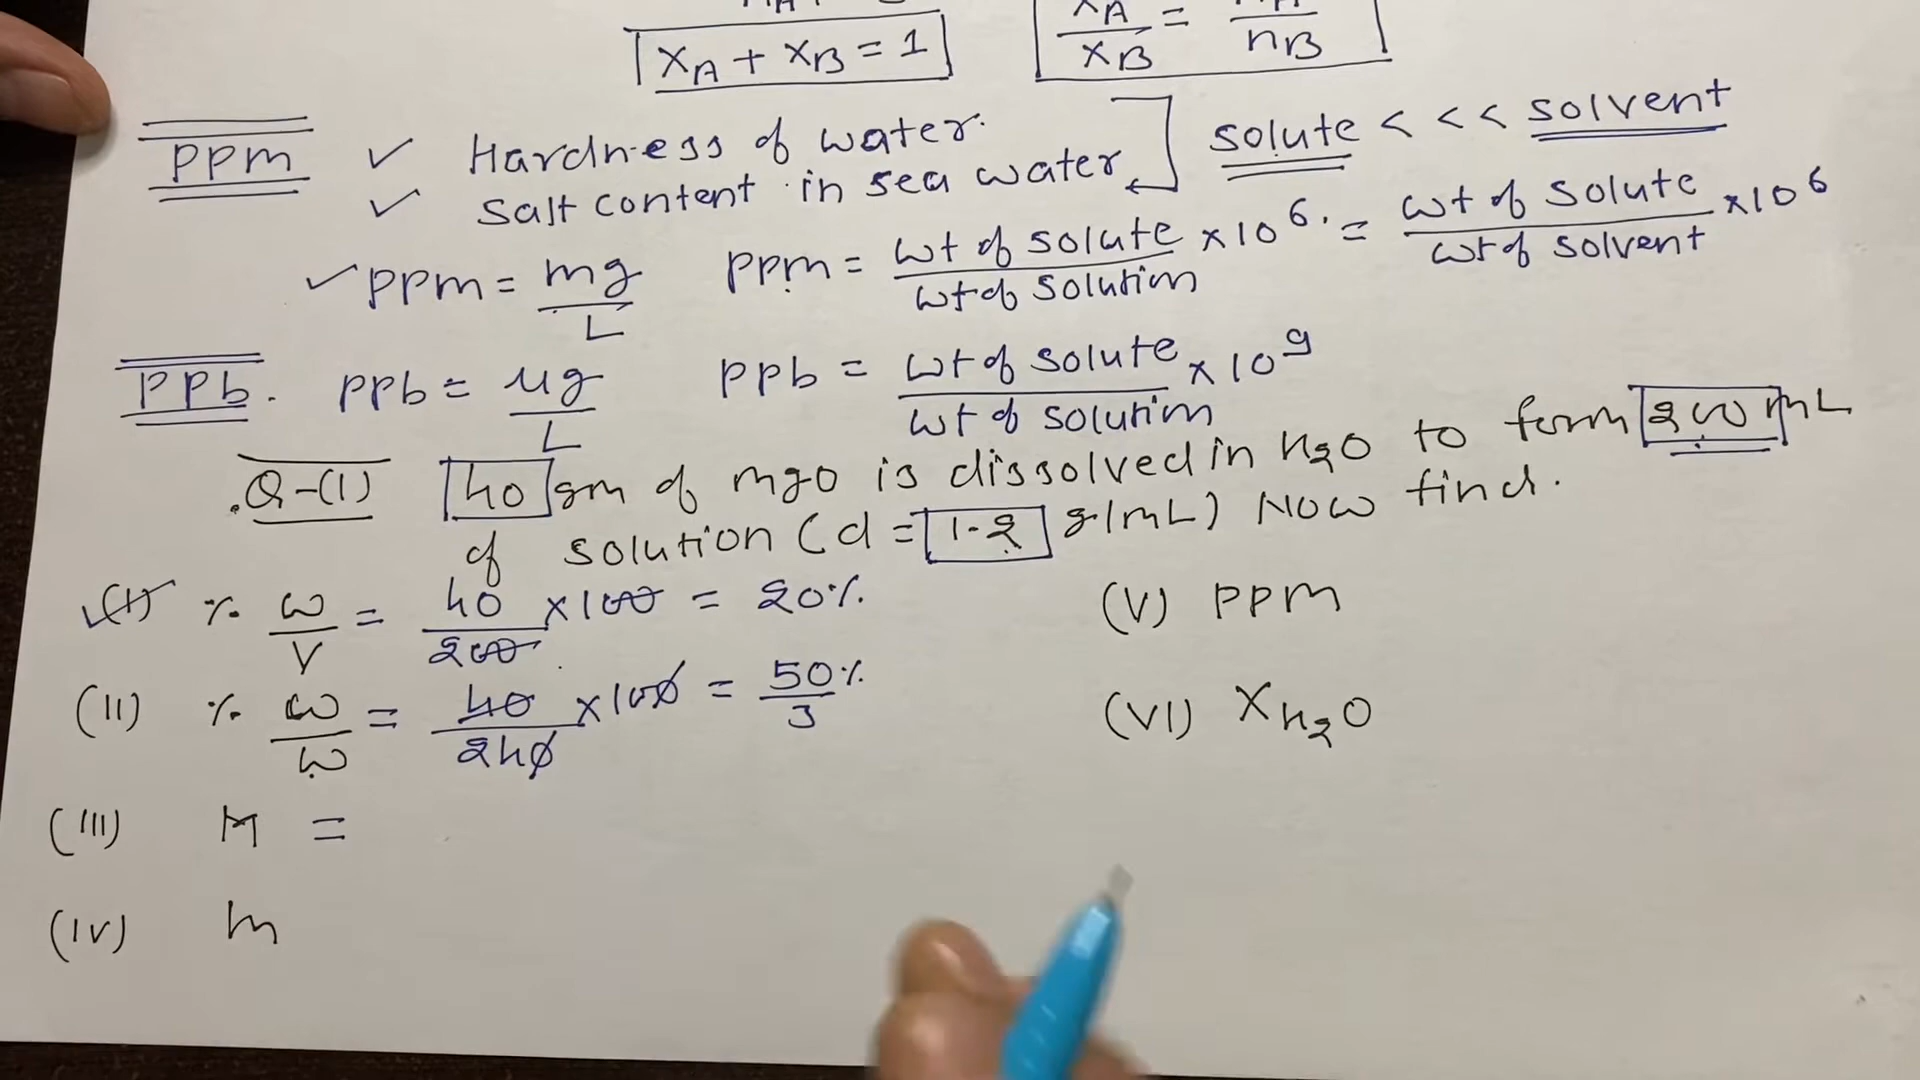 xA + xB = 1
xA/xB = nA/nB
PPm ✓ Hardness of water.
✓ Salt content in sea water
solute < < < solvent
✓ ppm = mg/L ppm = wt of solute/wt of solution ×10⁶. = wt of solute/wt of solvent ×10⁶
PPb. ppb = μg/L ppb = wt of solute/wt of solution × 10⁹
.Q-(1) 40 gm of mgo is dissolved in H₂O to form 200 mL
of solution (d = 1.2 g/mL) Now find.
(I) % w/v = 40/200 ×100 = 20%
(II) % w/w = 40/240 ×100 = 50%/3
(III) M =
(IV) m
(V) PPm
(VI) XH₂O